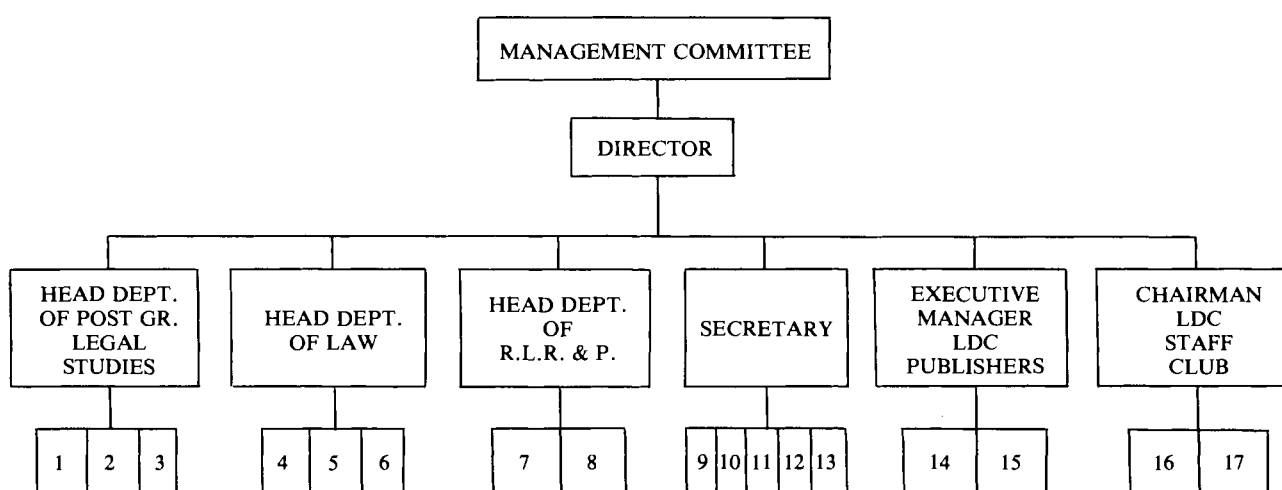 MANAGEMENT COMMITTEE
DIRECTOR
HEAD DEPT.
OF POST GR.
LEGAL
STUDIES
HEAD DEPT.
OF LAW
HEAD DEPT.
OF
R.L.R. & P.
SECRETARY
EXECUTIVE
MANAGER
LDC
PUBLISHERS
CHAIRMAN
LDC
STAFF
CLUB
1 2 3
4 5 6
7 8
9 10 11 12 13
14 15
16 17